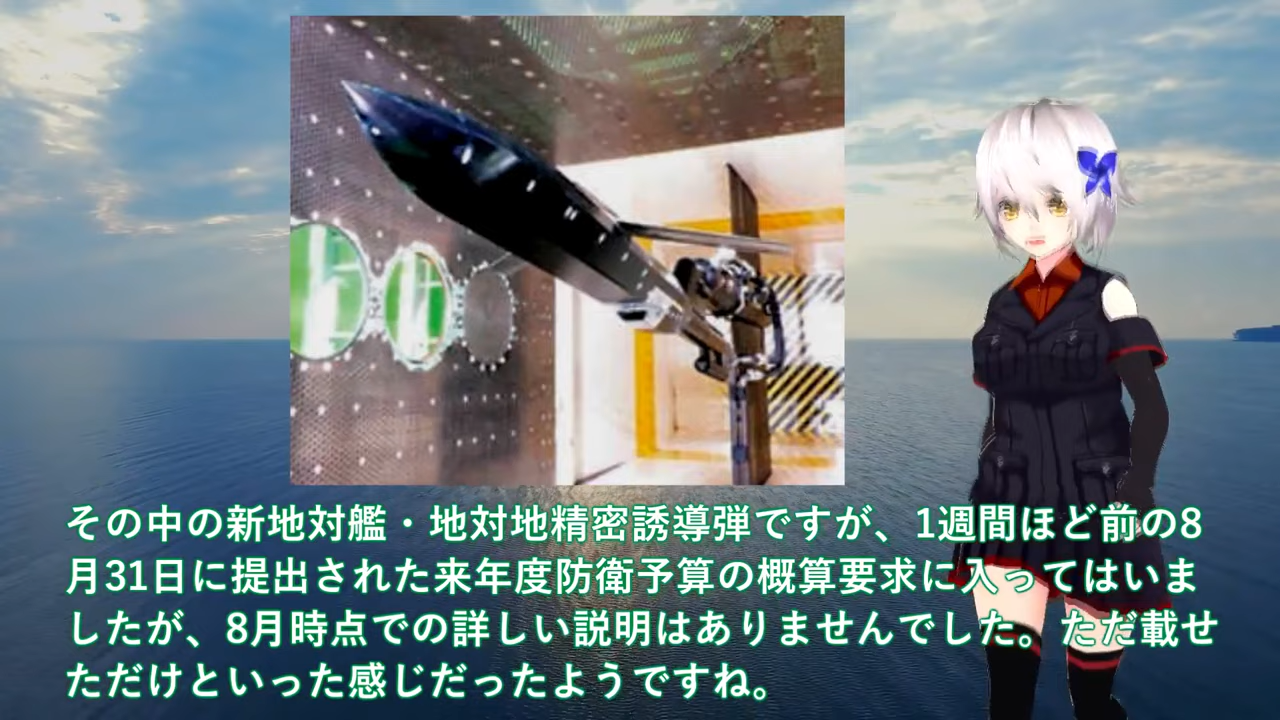 その中の新地対艦・地対地精密誘導弾ですが、1週間ほど前の8
月31日に提出された来年度防衛予算の概算要求に入ってはいま
したが、8月時点での詳しい説明はありませんでした。ただ載せ
ただけといった感じだったようですね。